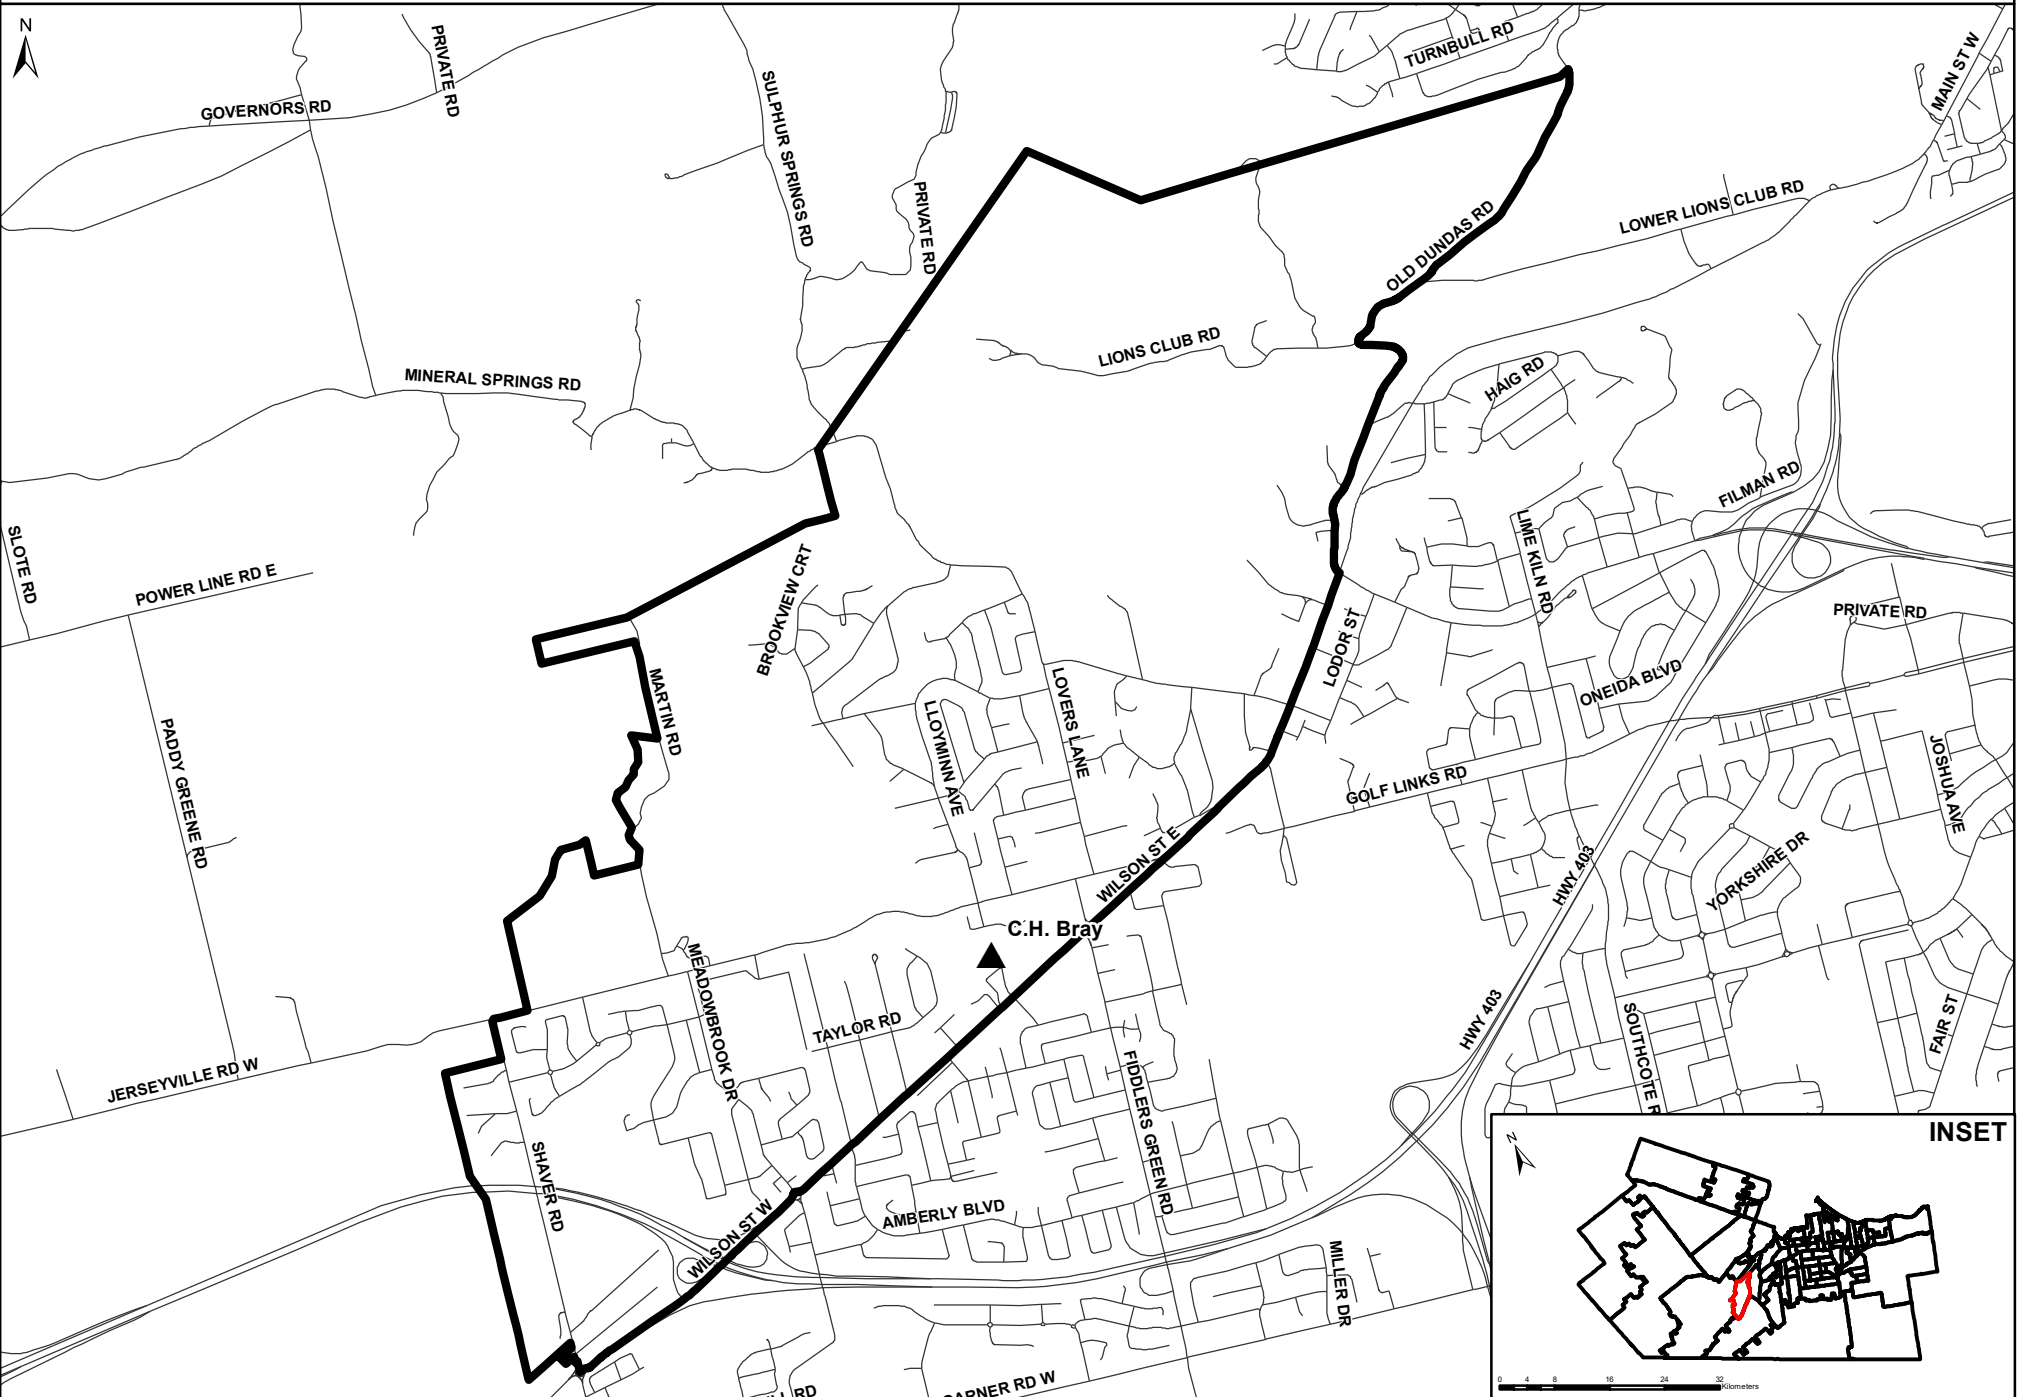 N
PRIVATE RD
TURNBULL RD
MAIN ST W
GOVERNORS RD
SULPHUR SPRINGS RD
PRIVATE RD
LOWER LIONS CLUB RD
OLD DUNDAS RD
LIONS CLUB RD
MINERAL SPRINGS RD
HAIG RD
FILMAN RD
SLOTE RD
LIME KILN RD
POWER LINE RD E
BROOKVIEW CRT
PRIVATE RD
LODOR ST
MARTIN RD
LOVERS LANE
ONEIDA BLVD
LLOYMINN AVE
PADDY GREENE RD
GOLF LINKS RD
JOSHUA AVE
WILSON ST E
HWY 403
YORKSHIRE DR
C.H. Bray
MEADOWBROOK DR
TAYLOR RD
HWY 403
SOUTHCOTE R
FAIR ST
JERSEYVILLE RD W
FIDDLERS GREEN RD
SHAVER RD
WILSON ST W
AMBERLY BLVD
MILLER DR
GARNER RD W
RD
INSET
N
0 4 8 16 24 32
Kilometers